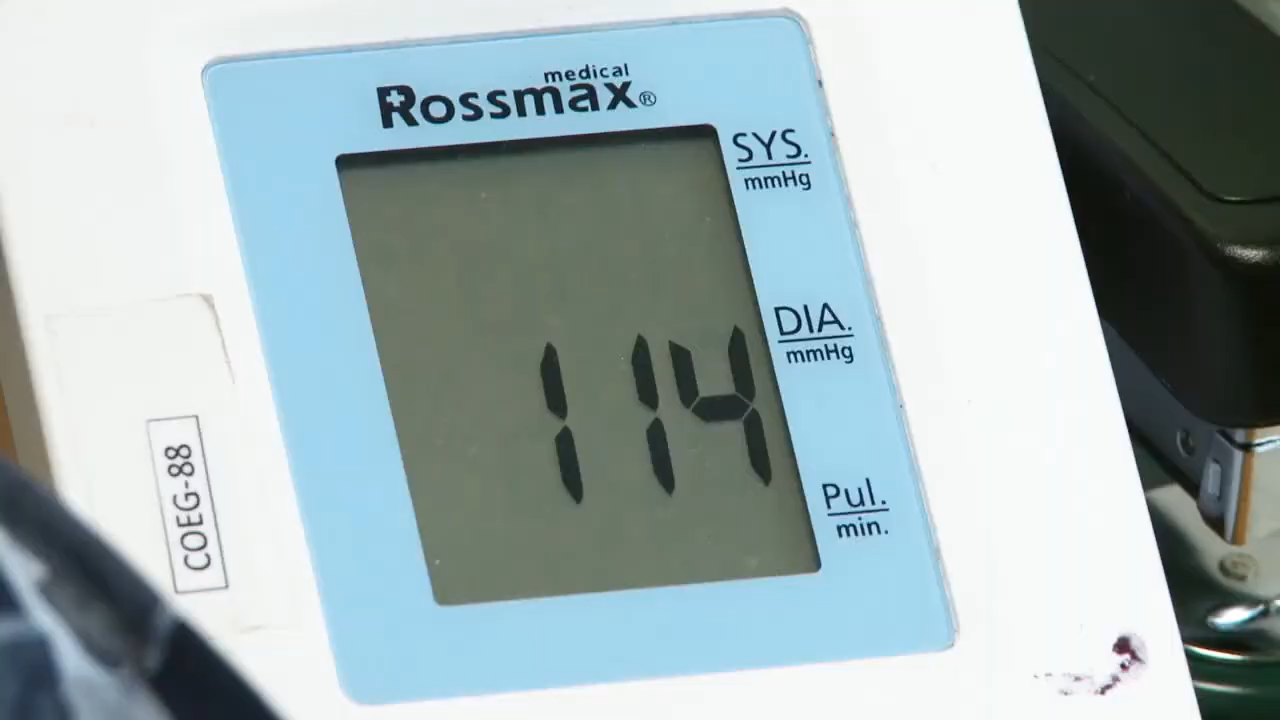 medical
Rossmax®
SYS.
mmHg
DIA.
mmHg
114
Pul.
min.
COEG-88